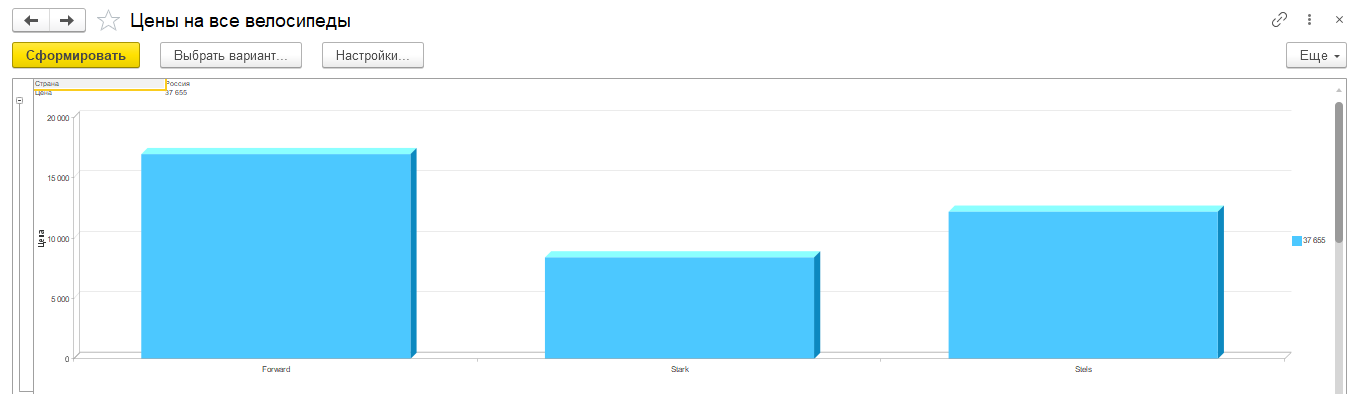 Цены на все велосипеды
Сформировать Выбрать вариант... Настройки... Еще
Страна Россия
Цена 37 655
20 000
15 000
10 000
5 000
0
Цена
Forward Stark Stels
37 655